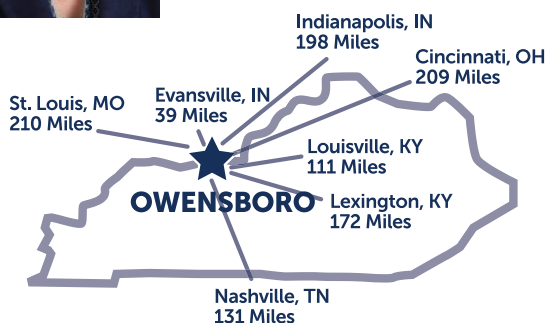 Indianapolis, IN
198 Miles
Cincinnati, OH
209 Miles
St. Louis, MO
210 Miles
Evansville, IN
39 Miles
Louisville, KY
111 Miles
OWENSBORO
Lexington, KY
172 Miles
Nashville, TN
131 Miles